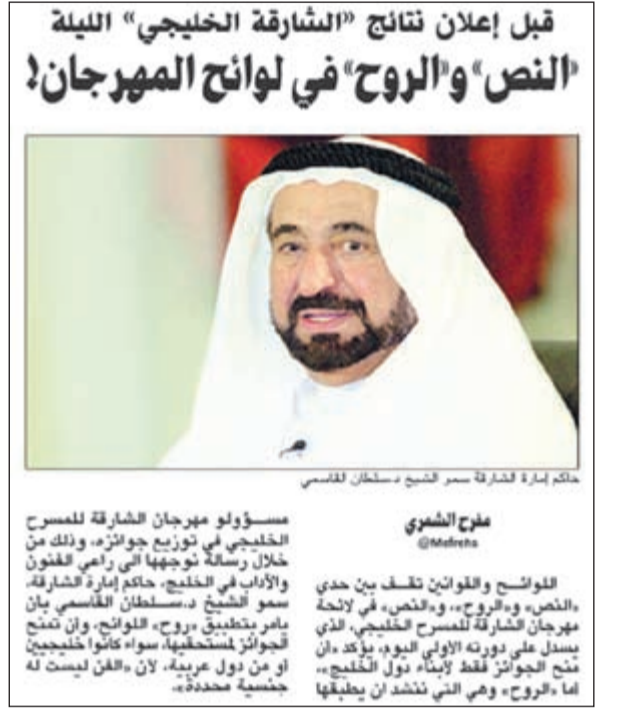 قبل إعلان نتائج «الشارقة الخليجي» الليلة
«النص» و«الروح» في لوائح المهرجان!
حاكم إمارة الشارقة سمو الشيخ د.سلطان القاسمي
مفرح الشمري
@Mefrehs
اللوائح والقوانين تقف بين حدي
«النص» و«الروح»، و«النص» في لائحة
مهرجان الشارقة للمسرح الخليجي، الذي
يسدل على دورته الأولى اليوم، يؤكد «ان
تمنح الجوائز فقط لأبناء دول الخليج»،
اما «الروح» وهي التي ننشد ان يطبقها
مسؤولو مهرجان الشارقة للمسرح
الخليجي في توزيع جوائزه، وذلك من
خلال رسالة نوجهها الى راعي الفنون
والآداب في الخليج، حاكم إمارة الشارقة،
سمو الشيخ د.سلطان القاسمي بأن
يأمر بتطبيق «روح» اللوائح، وان تمنح
الجوائز لمستحقيها، سواء كانوا خليجيين
او من دول عربية، لأن «الفن ليست له
جنسية محددة».